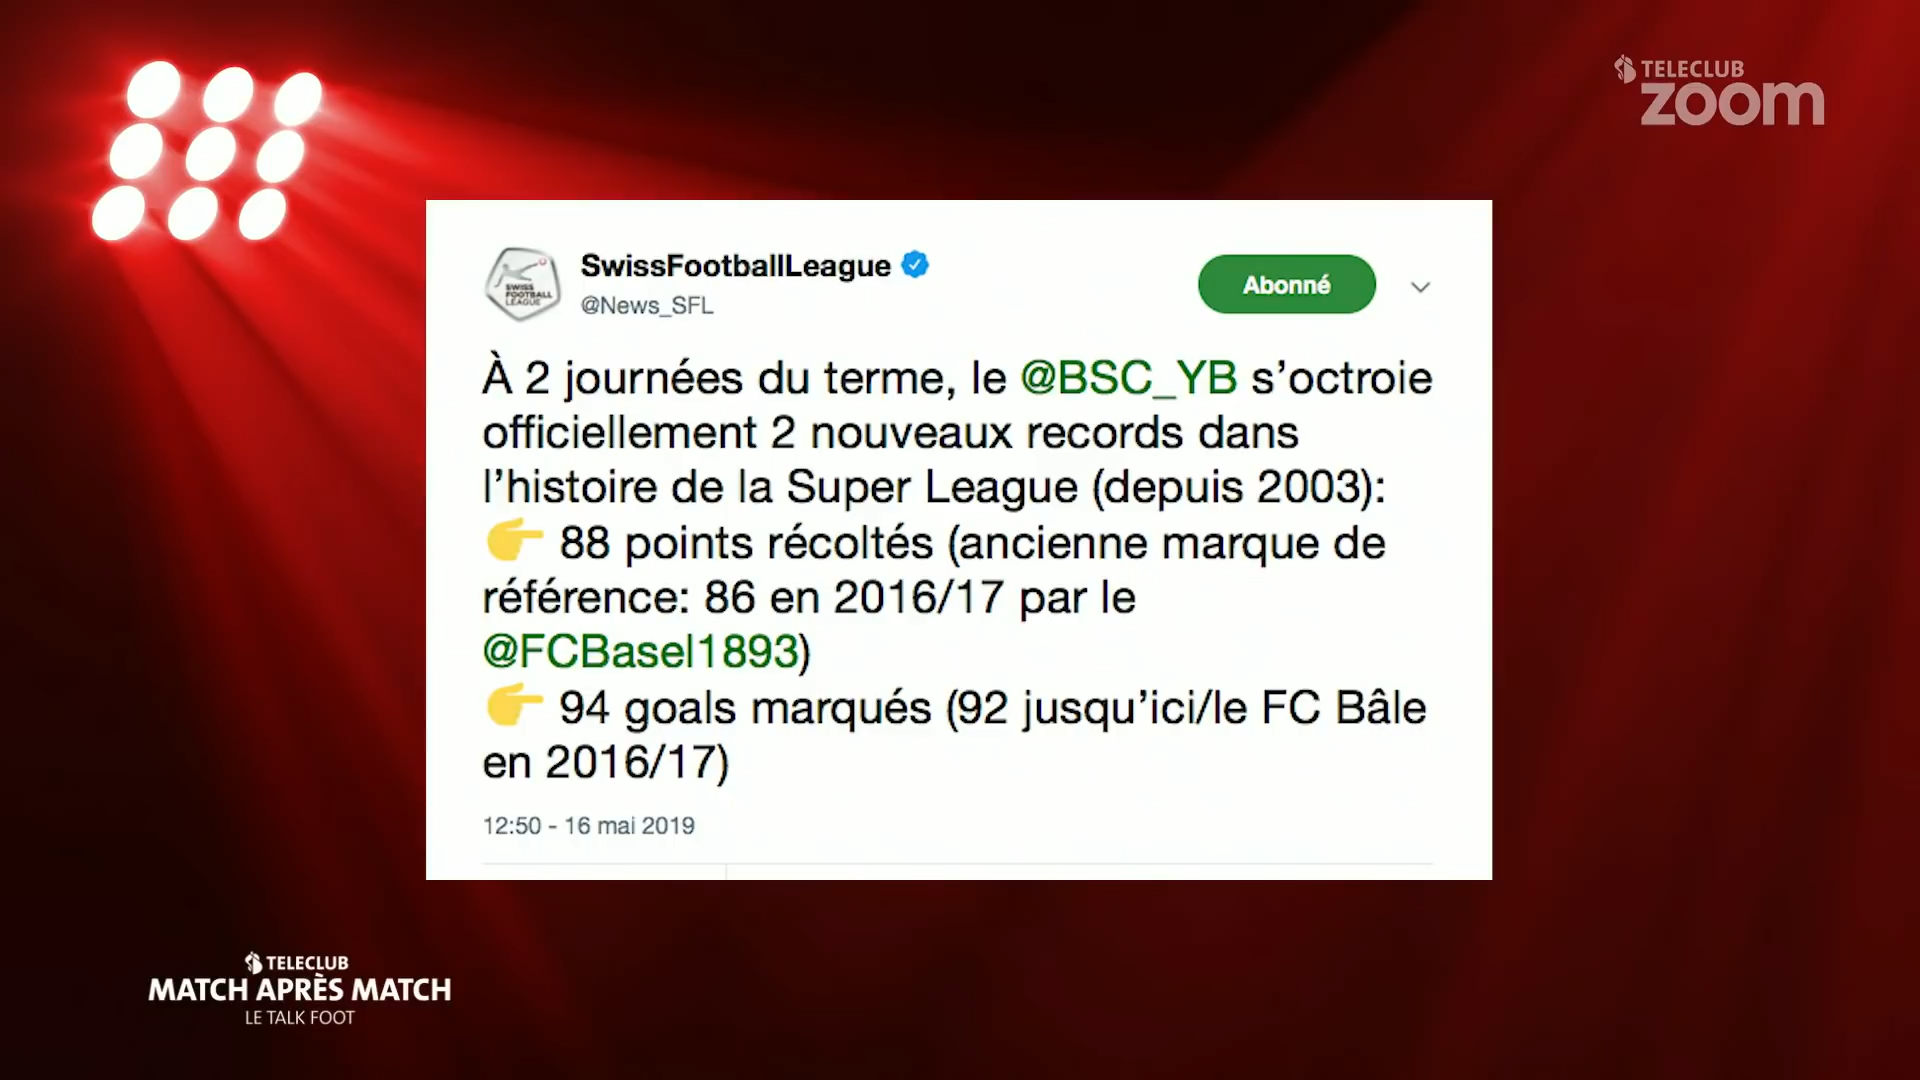 TELECLUB
zoom
SwissFootballLeague
@News_SFL
SWISS
FOOTBALL
LEAGUE
Abonné
À 2 journées du terme, le @BSC_YB s’octroie
officiellement 2 nouveaux records dans
l’histoire de la Super League (depuis 2003):
👉 88 points récoltés (ancienne marque de
référence: 86 en 2016/17 par le
@FCBasel1893)
👉 94 goals marqués (92 jusqu’ici/le FC Bâle
en 2016/17)
12:50 - 16 mai 2019
TELECLUB
MATCH APRÈS MATCH
LE TALK FOOT